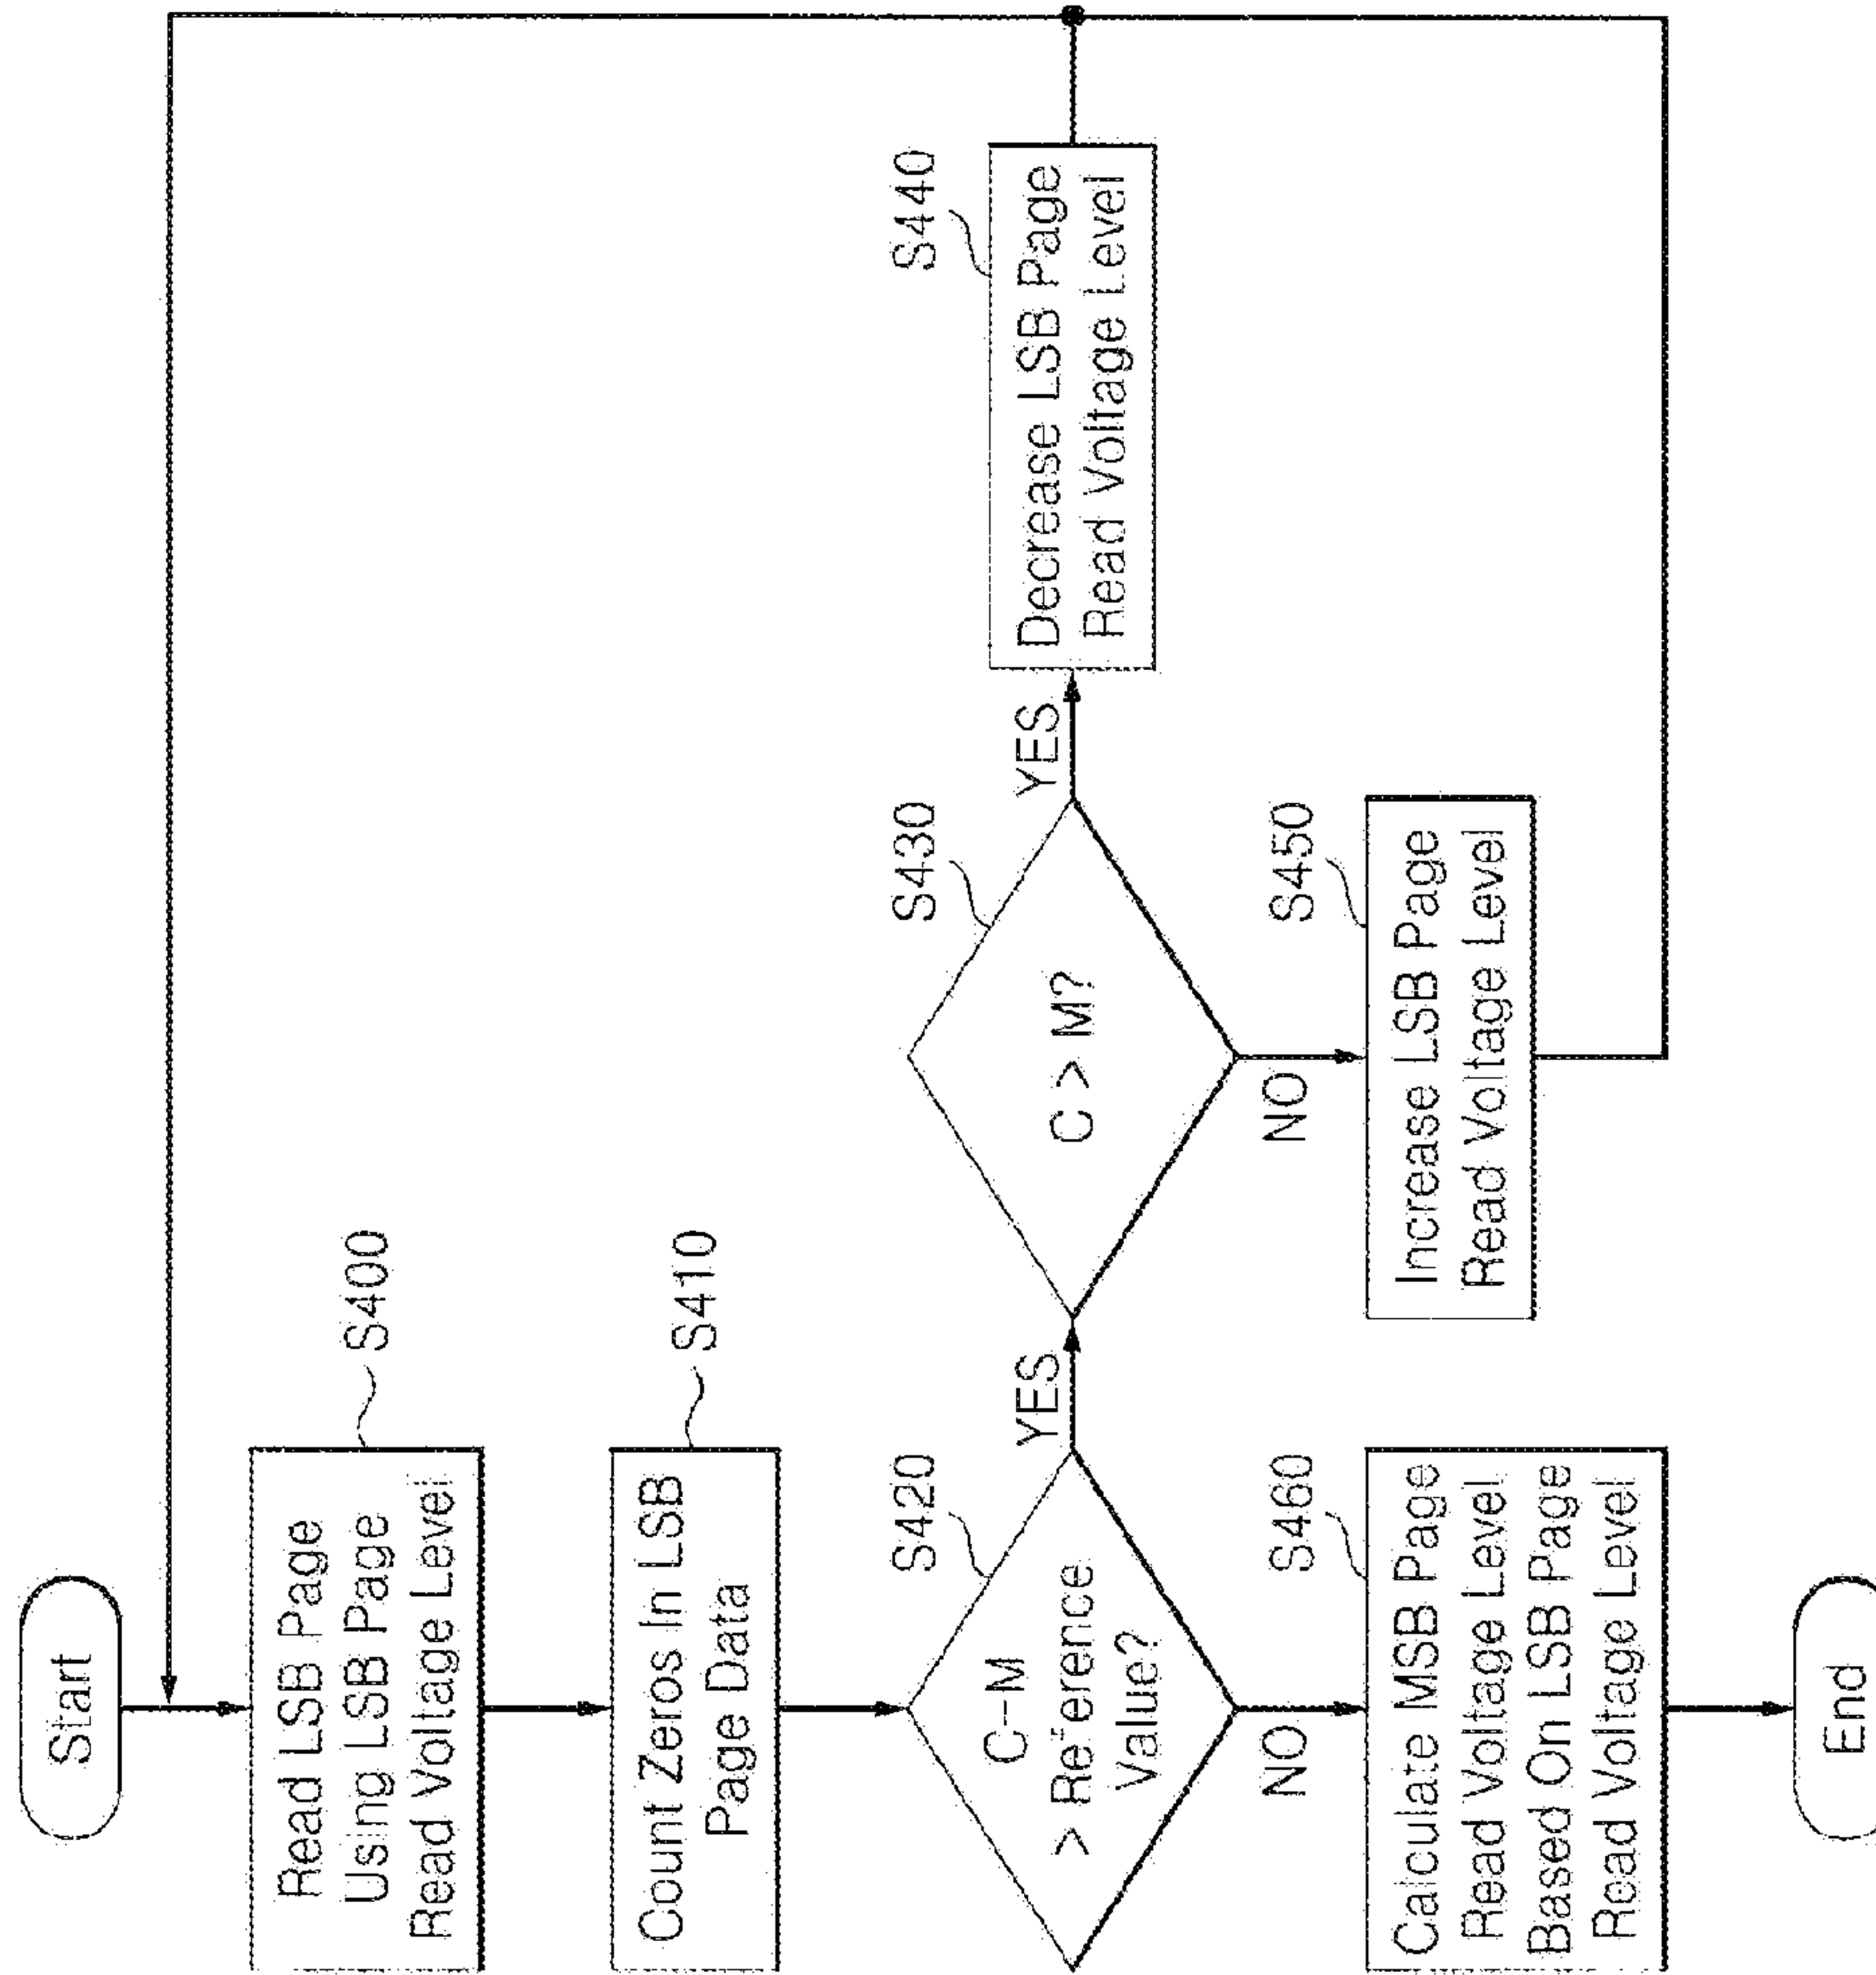 Start
Read LSB Page
Using LSB Page
Read Voltage Level
S400
Count Zeros In LSB
Page Data
S410
C-M
> Reference
Value?
S420
YES
NO
C > M?
S430
YES
NO
Decrease LSB Page
Read Voltage Level
S440
Increase LSB Page
Read Voltage Level
S450
Calculate MSB Page
Read Voltage Level
Based On LSB Page
Read Voltage Level
S460
End